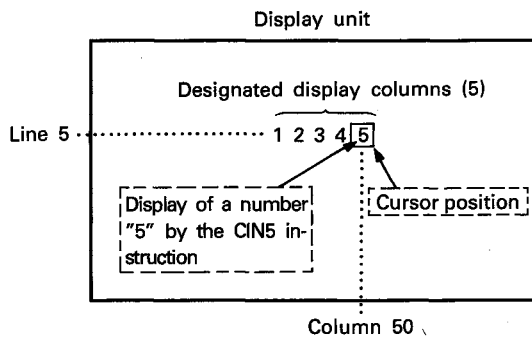 Display unit
Designated display columns (5)
Line 5
1 2 3 4 5
Display of a number
"5" by the CIN5 in-
struction
Cursor position
Column 50